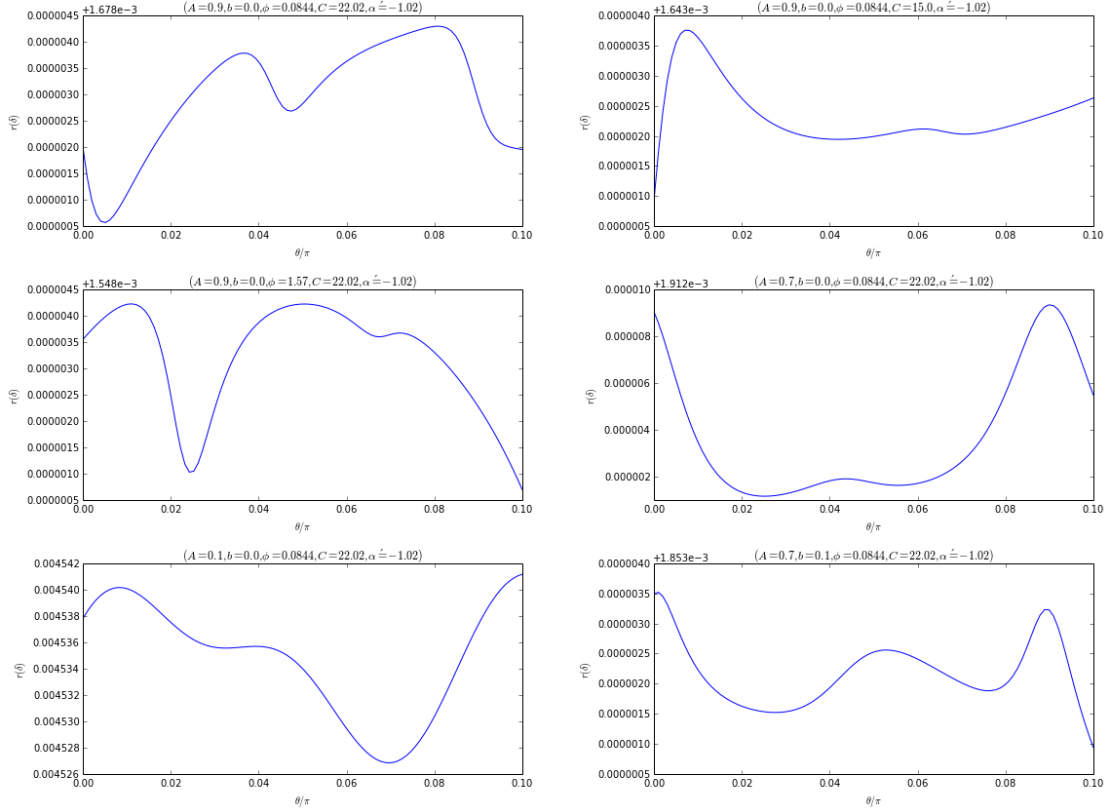 +1.678e−3 (A=0.9,b=0.0,ϕ=0.0844,C=22.02,α′=−1.02)
0.0000045
0.0000040
0.0000035
0.0000030
0.0000025
0.0000020
0.0000015
0.0000010
0.0000005
r(δ)
0.00 0.02 0.04 0.06 0.08 0.10
θ/π
+1.643e−3 (A=0.9,b=0.0,ϕ=0.0844,C=15.0,α′=−1.02)
0.0000040
0.0000035
0.0000030
0.0000025
0.0000020
0.0000015
0.0000010
0.0000005
r(δ)
0.00 0.02 0.04 0.06 0.08 0.10
θ/π
+1.548e−3 (A=0.9,b=0.0,ϕ=1.57,C=22.02,α′=−1.02)
0.0000045
0.0000040
0.0000035
0.0000030
0.0000025
0.0000020
0.0000015
0.0000010
0.0000005
r(δ)
0.00 0.02 0.04 0.06 0.08 0.10
θ/π
+1.912e−3 (A=0.7,b=0.0,ϕ=0.0844,C=22.02,α′=−1.02)
0.000010
0.000008
0.000006
0.000004
0.000002
r(δ)
0.00 0.02 0.04 0.06 0.08 0.10
θ/π
(A=0.1,b=0.0,ϕ=0.0844,C=22.02,α′=−1.02)
0.004542
0.004540
0.004538
0.004536
0.004534
0.004532
0.004530
0.004528
0.004526
r(δ)
0.00 0.02 0.04 0.06 0.08 0.10
θ/π
+1.853e−3 (A=0.7,b=0.1,ϕ=0.0844,C=22.02,α′=−1.02)
0.0000040
0.0000035
0.0000030
0.0000025
0.0000020
0.0000015
0.0000010
0.0000005
r(δ)
0.00 0.02 0.04 0.06 0.08 0.10
θ/π